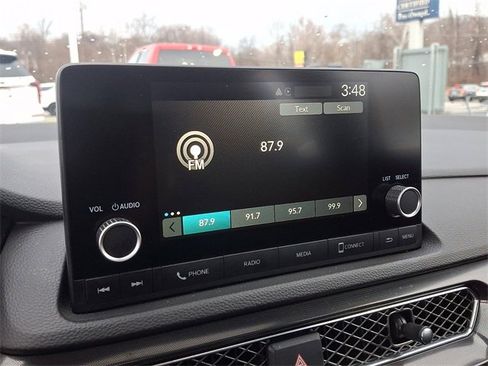 CERTIFIED
3:48
Text Scan
FM 87.9
VOL AUDIO LIST SELECT
87.9 91.7 95.7 99.9
PHONE RADIO MEDIA CONNECT MENU